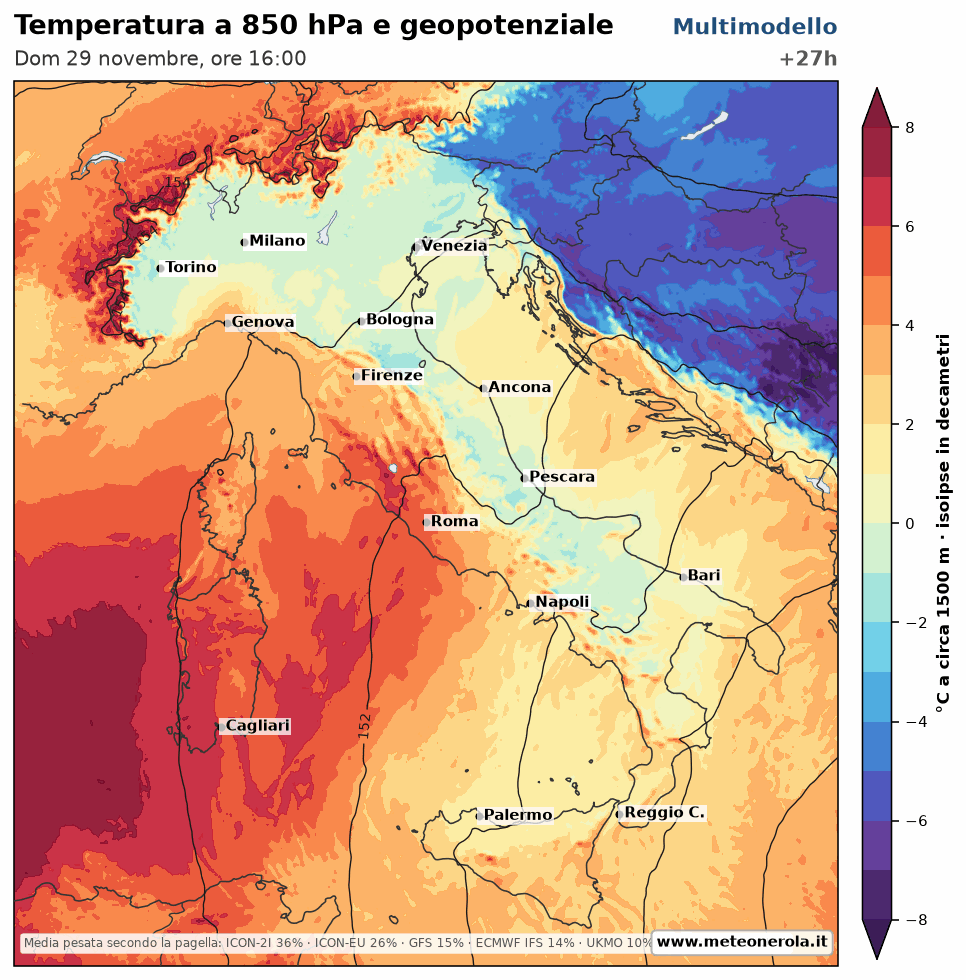 Temperatura a 850 hPa e geopotenziale
Multimodello
Dom 29 novembre, ore 16:00
+27h
8
6
4
2
0
−2
−4
−6
−8
°C a circa 1500 m · isoipse in decametri
Milano
Venezia
Torino
Genova
Bologna
Firenze
Ancona
Pescara
Roma
Bari
Napoli
152
Cagliari
Palermo
Reggio C.
Media pesata secondo la pagella: ICON-2I 36% · ICON-EU 26% · GFS 15% · ECMWF IFS 14% · UKMO 10%
www.meteonerola.it